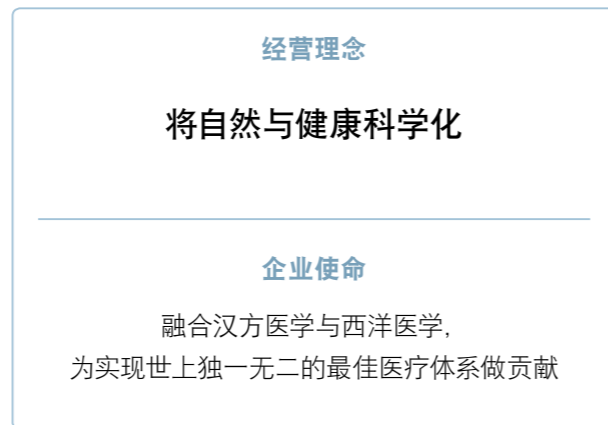 经营理念
将自然与健康科学化
企业使命
融合汉方医学与西洋医学,
为实现世上独一无二的最佳医疗体系做贡献